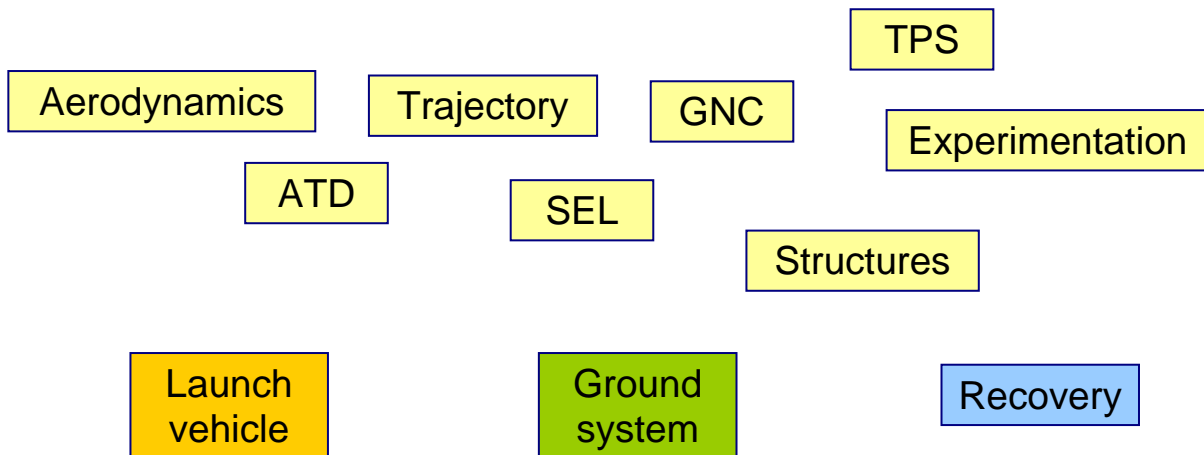 TPS
Aerodynamics
Trajectory
GNC
Experimentation
ATD
SEL
Structures
Launch
vehicle
Ground
system
Recovery